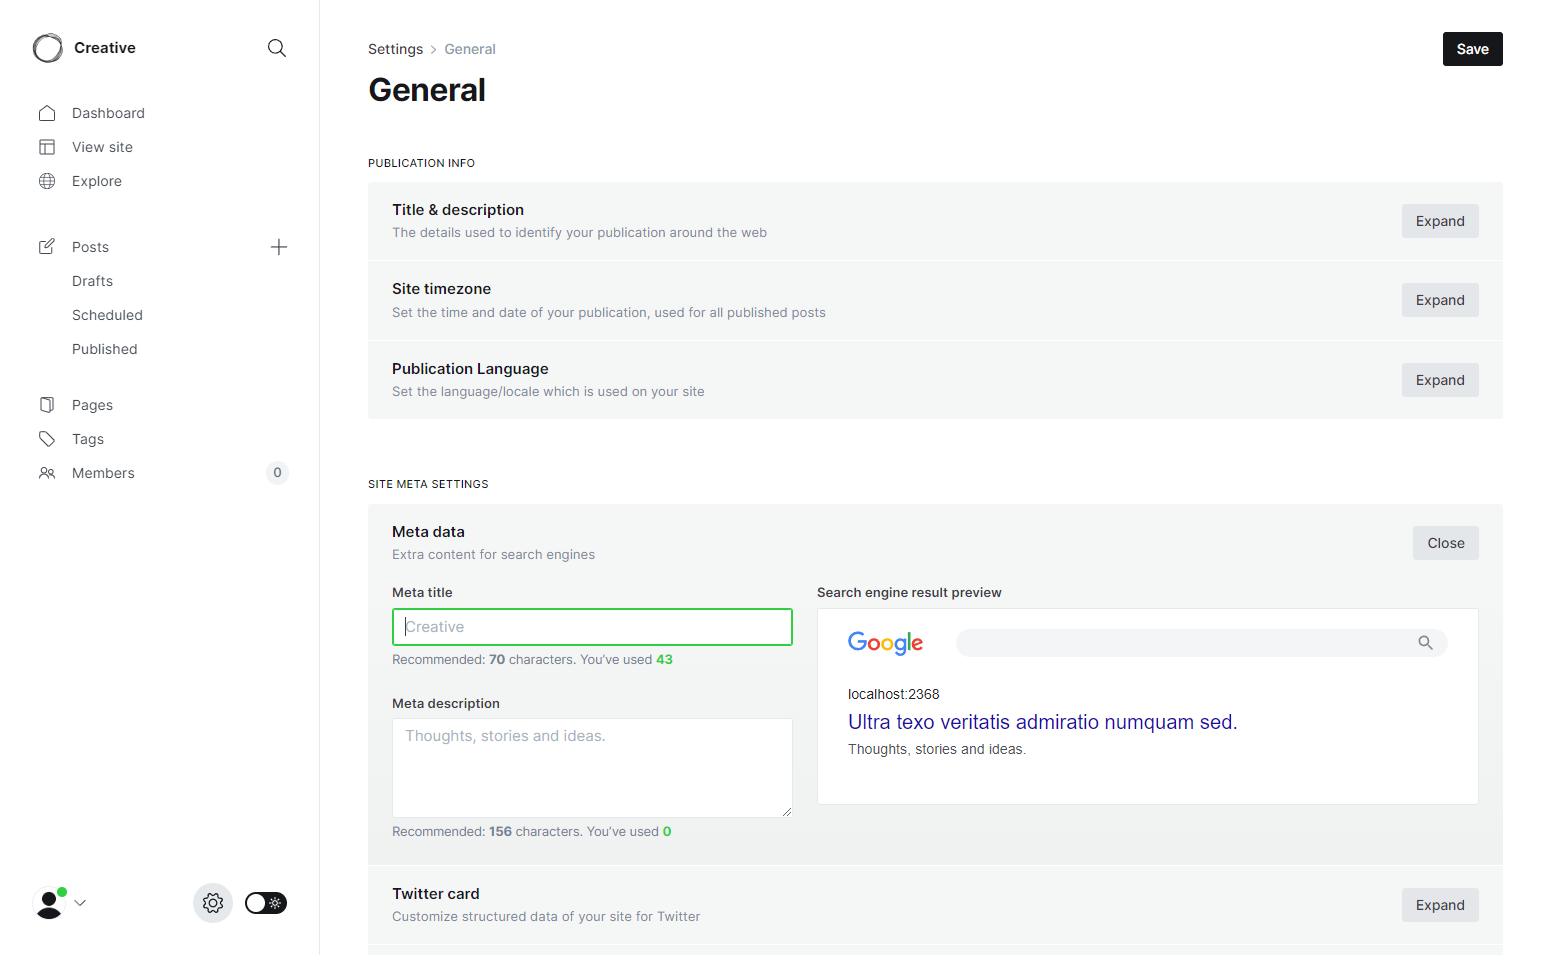 Creative
Dashboard
View site
Explore
Posts
Drafts
Scheduled
Published
Pages
Tags
Members 0
Settings > General
Save
General
PUBLICATION INFO
Title & description
The details used to identify your publication around the web
Expand
Site timezone
Set the time and date of your publication, used for all published posts
Expand
Publication Language
Set the language/locale which is used on your site
Expand
SITE META SETTINGS
Meta data
Extra content for search engines
Close
Meta title
Creative
Recommended: 70 characters. You’ve used 43
Meta description
Thoughts, stories and ideas.
Recommended: 156 characters. You’ve used 0
Search engine result preview
Google
localhost:2368
Ultra texo veritatis admiratio numquam sed.
Thoughts, stories and ideas.
Twitter card
Customize structured data of your site for Twitter
Expand